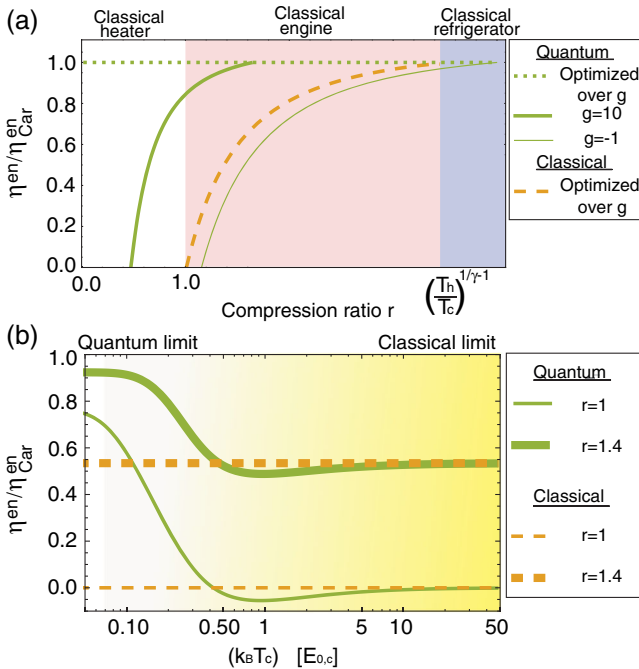 (a)
Classical heater
Classical engine
Classical refrigerator
η^en/η^en_Car
1.0
0.8
0.6
0.4
0.2
0.0
0.0
1.0
Compression ratio r
(T_h/T_c)^1/γ-1
Quantum
Optimized over g
g=10
g=-1
Classical
Optimized over g
(b)
Quantum limit
Classical limit
η^en/η^en_Car
1.0
0.8
0.6
0.4
0.2
0.0
0.10
0.50
1
5
10
50
(k_B T_c) [E_0,c]
Quantum
r=1
r=1.4
Classical
r=1
r=1.4